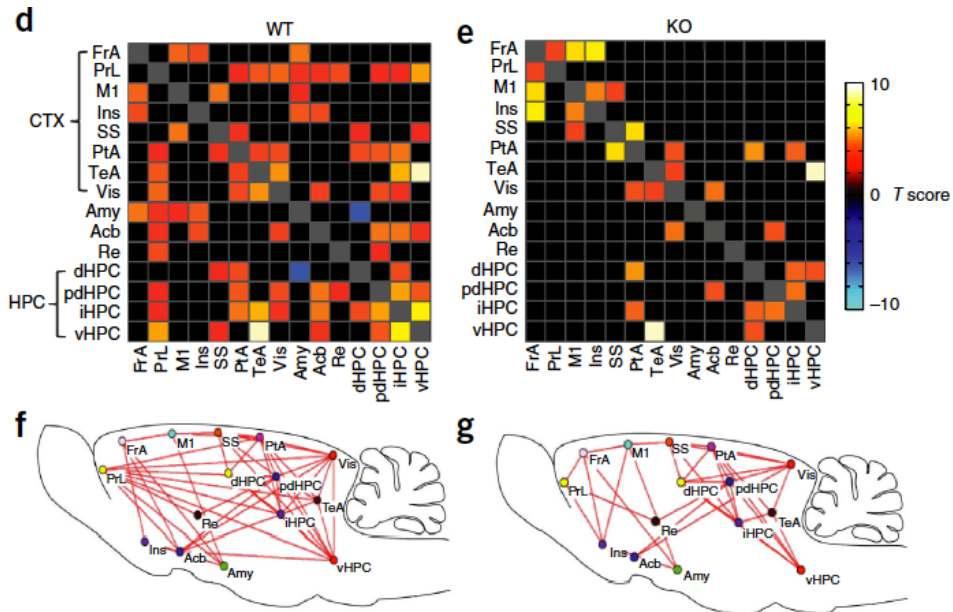 d
WT
FrA
PrL
M1
Ins
SS
PtA
TeA
Vis
Amy
Acb
Re
dHPC
pdHPC
iHPC
vHPC
CTX
HPC
FrA PrL M1 Ins SS PtA TeA Vis Amy Acb Re dHPC pdHPC iHPC vHPC
e
KO
FrA
PrL
M1
Ins
SS
PtA
TeA
Vis
Amy
Acb
Re
dHPC
pdHPC
iHPC
vHPC
FrA PrL M1 Ins SS PtA TeA Vis Amy Acb Re dHPC pdHPC iHPC vHPC
10
0 T score
–10
f
FrA
M1
SS
PtA
Vis
PrL
dHPC
pdHPC
TeA
Re
iHPC
Ins
Acb
Amy
vHPC
g
FrA
M1
SS
PtA
Vis
PrL
dHPC
pdHPC
TeA
Re
iHPC
Ins
Acb
Amy
vHPC